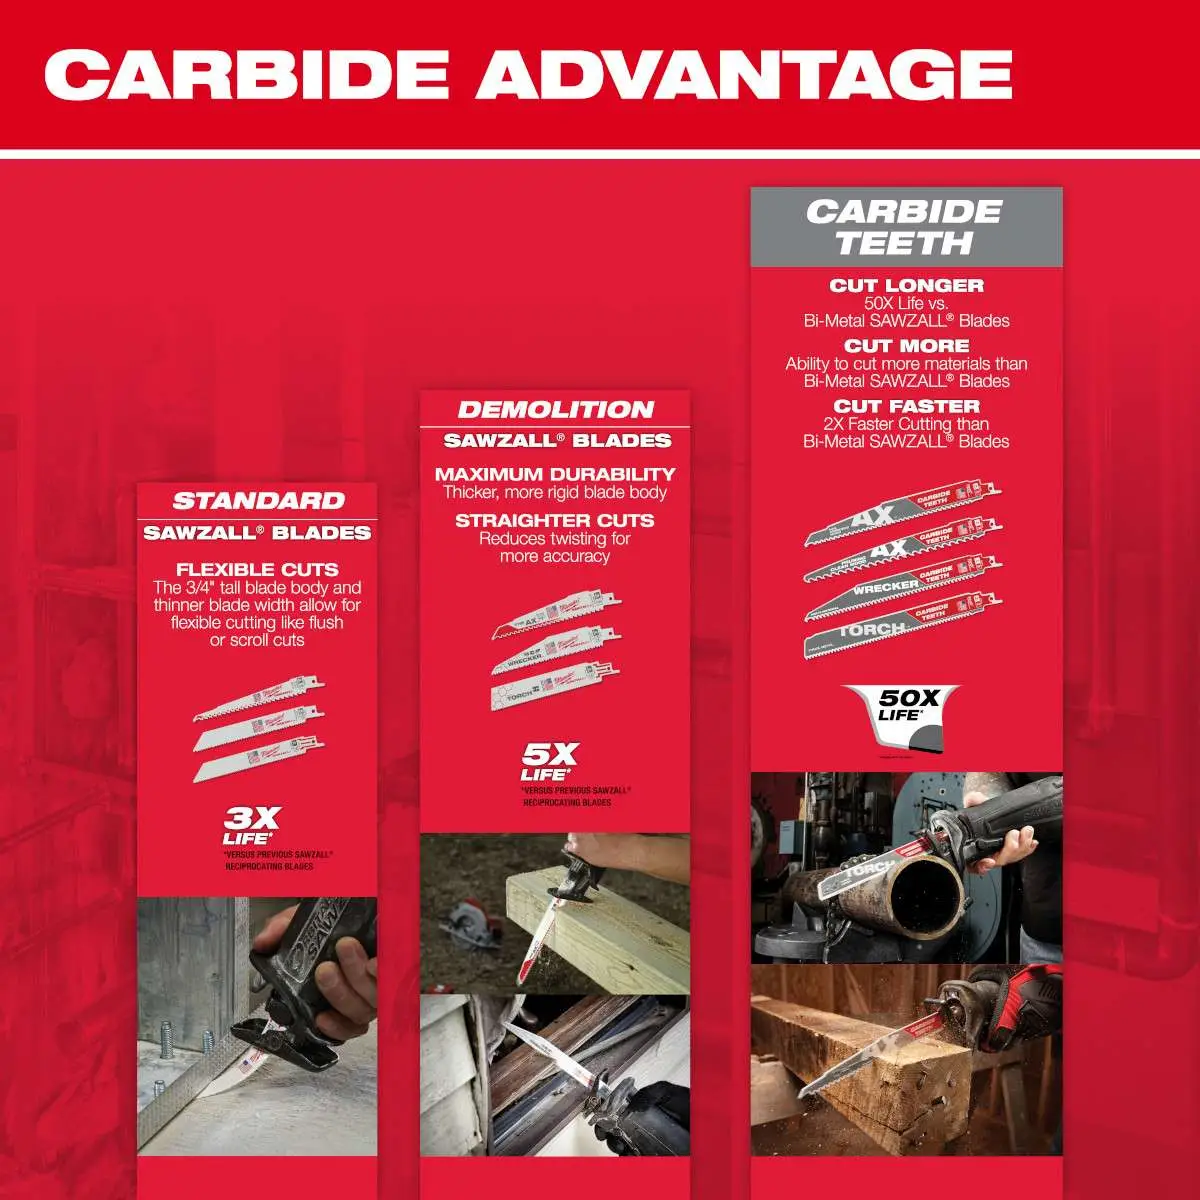 CARBIDE ADVANTAGE
STANDARD
SAWZALL® BLADES
FLEXIBLE CUTS
The 3/4" tall blade body and
thinner blade width allow for
flexible cutting like flush
or scroll cuts
3X
LIFE*
*VERSUS PREVIOUS SAWZALL®
RECIPROCATING BLADES
DEMOLITION
SAWZALL® BLADES
MAXIMUM DURABILITY
Thicker, more rigid blade body
STRAIGHTER CUTS
Reduces twisting for
more accuracy
AX
WRECKER
TORCH
5X
LIFE*
*VERSUS PREVIOUS SAWZALL®
RECIPROCATING BLADES
CARBIDE
TEETH
CUT LONGER
50X Life vs.
Bi-Metal SAWZALL® Blades
CUT MORE
Ability to cut more materials than
Bi-Metal SAWZALL® Blades
CUT FASTER
2X Faster Cutting than
Bi-Metal SAWZALL® Blades
AX
CARBIDE
TEETH
AX
CARBIDE
TEETH
WRECKER
CARBIDE
TEETH
TORCH
CARBIDE
TEETH
50X
LIFE*
TORCH
CARBIDE
TEETH